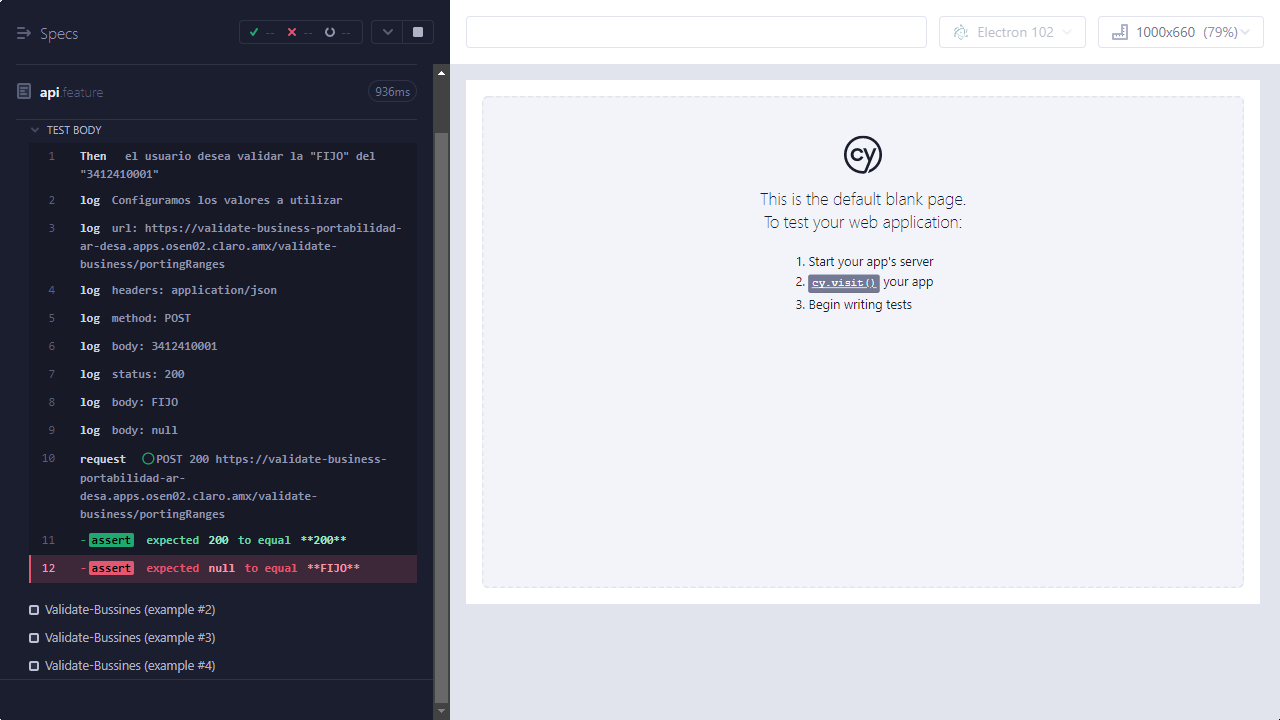 Specs
-- -- --
Electron 102
1000x660 (79%)
api.feature
936ms
TEST BODY
1 Then el usuario desea validar la "FIJO" del
"3412410001"
2 log Configuramos los valores a utilizar
3 log url: https://validate-business-portabilidad-
ar-desa.apps.osen02.claro.amx/validate-
business/portingRanges
4 log headers: application/json
5 log method: POST
6 log body: 3412410001
7 log status: 200
8 log body: FIJO
9 log body: null
10 request POST 200 https://validate-business-
portabilidad-ar-
desa.apps.osen02.claro.amx/validate-
business/portingRanges
11 -assert expected 200 to equal **200**
12 -assert expected null to equal **FIJO**
Validate-Bussines (example #2)
Validate-Bussines (example #3)
Validate-Bussines (example #4)
cy
This is the default blank page.
To test your web application:
1. Start your app's server
2. cy.visit() your app
3. Begin writing tests